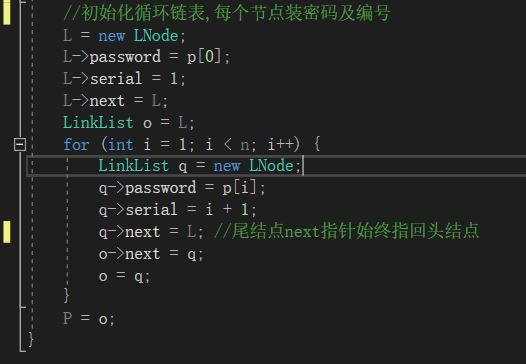 //初始化循环链表,每个节点装密码及编号
L = new LNode;
L->password = p[0];
L->serial = 1;
L->next = L;
LinkList o = L;
for (int i = 1; i < n; i++) {
LinkList q = new LNode;
q->password = p[i];
q->serial = i + 1;
q->next = L; //尾结点next指针始终指回头结点
o->next = q;
o = q;
}
P = o;
}